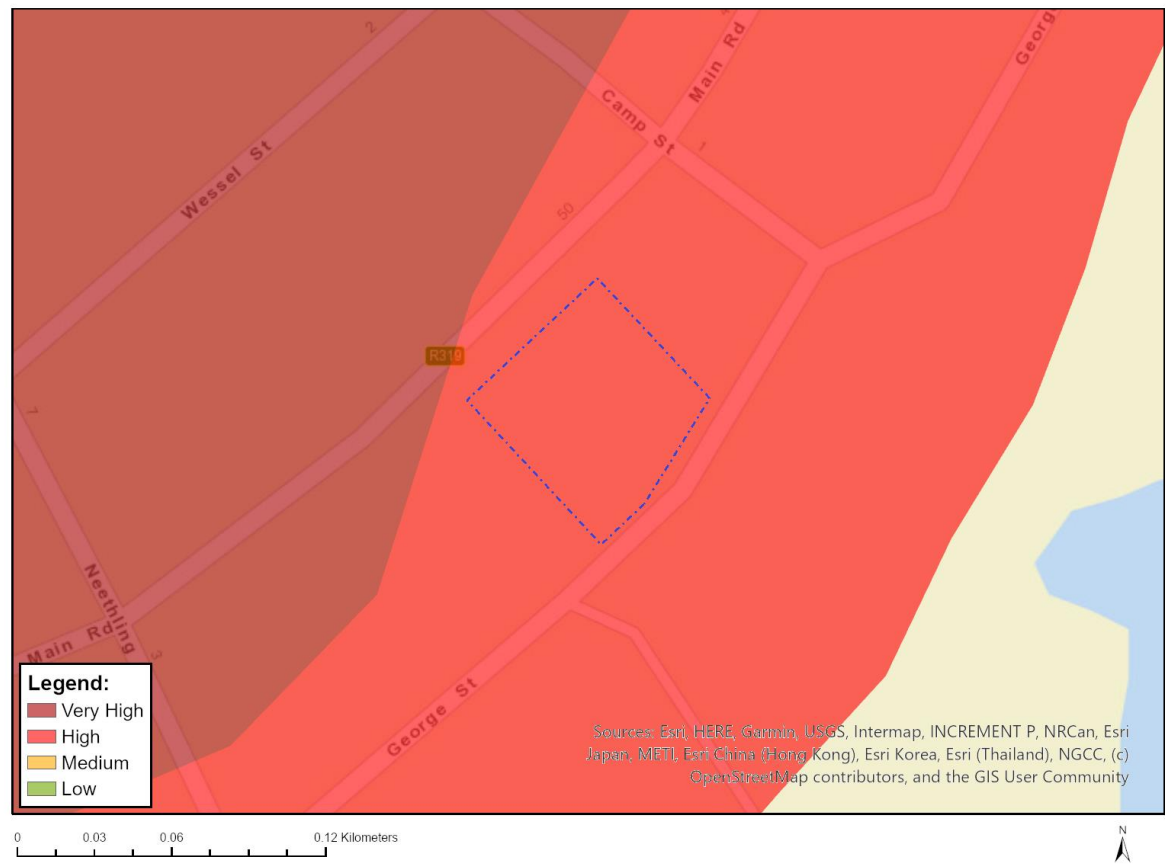 2
Main Rd
George
Camp St
1
Wessel St
50
R319
7
Neethling
Main Rd
3
George St
Legend:
Very High
High
Medium
Low
Sources: Esri, HERE, Garmin, USGS, Intermap, INCREMENT P, NRCan, Esri
Japan, METI, Esri China (Hong Kong), Esri Korea, Esri (Thailand), NGCC, (c)
OpenStreetMap contributors, and the GIS User Community
0 0.03 0.06 0.12 Kilometers
N